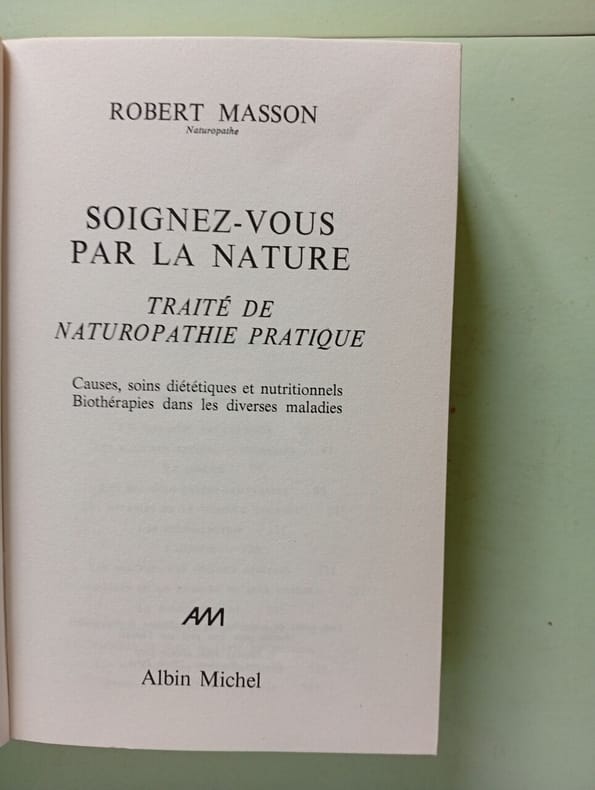 ROBERT MASSON
Naturopathe
SOIGNEZ-VOUS
PAR LA NATURE
TRAITÉ DE
NATUROPATHIE PRATIQUE
Causes, soins diététiques et nutritionnels
Biothérapies dans les diverses maladies
AM
Albin Michel